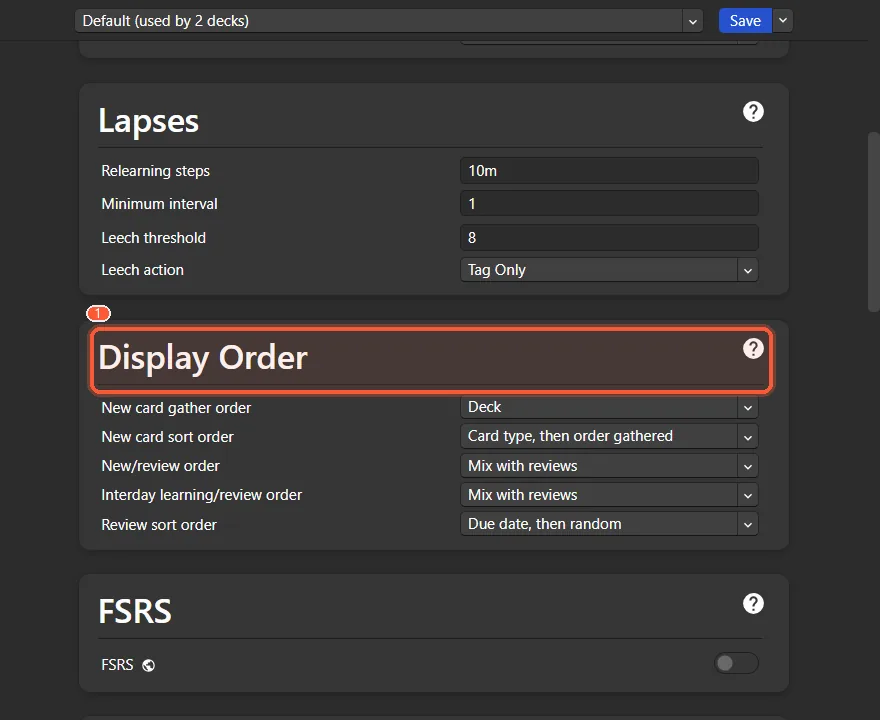 Default (used by 2 decks)
Save
Lapses
Relearning steps 10m
Minimum interval 1
Leech threshold 8
Leech action Tag Only
1
Display Order
New card gather order Deck
New card sort order Card type, then order gathered
New/review order Mix with reviews
Interday learning/review order Mix with reviews
Review sort order Due date, then random
FSRS
FSRS